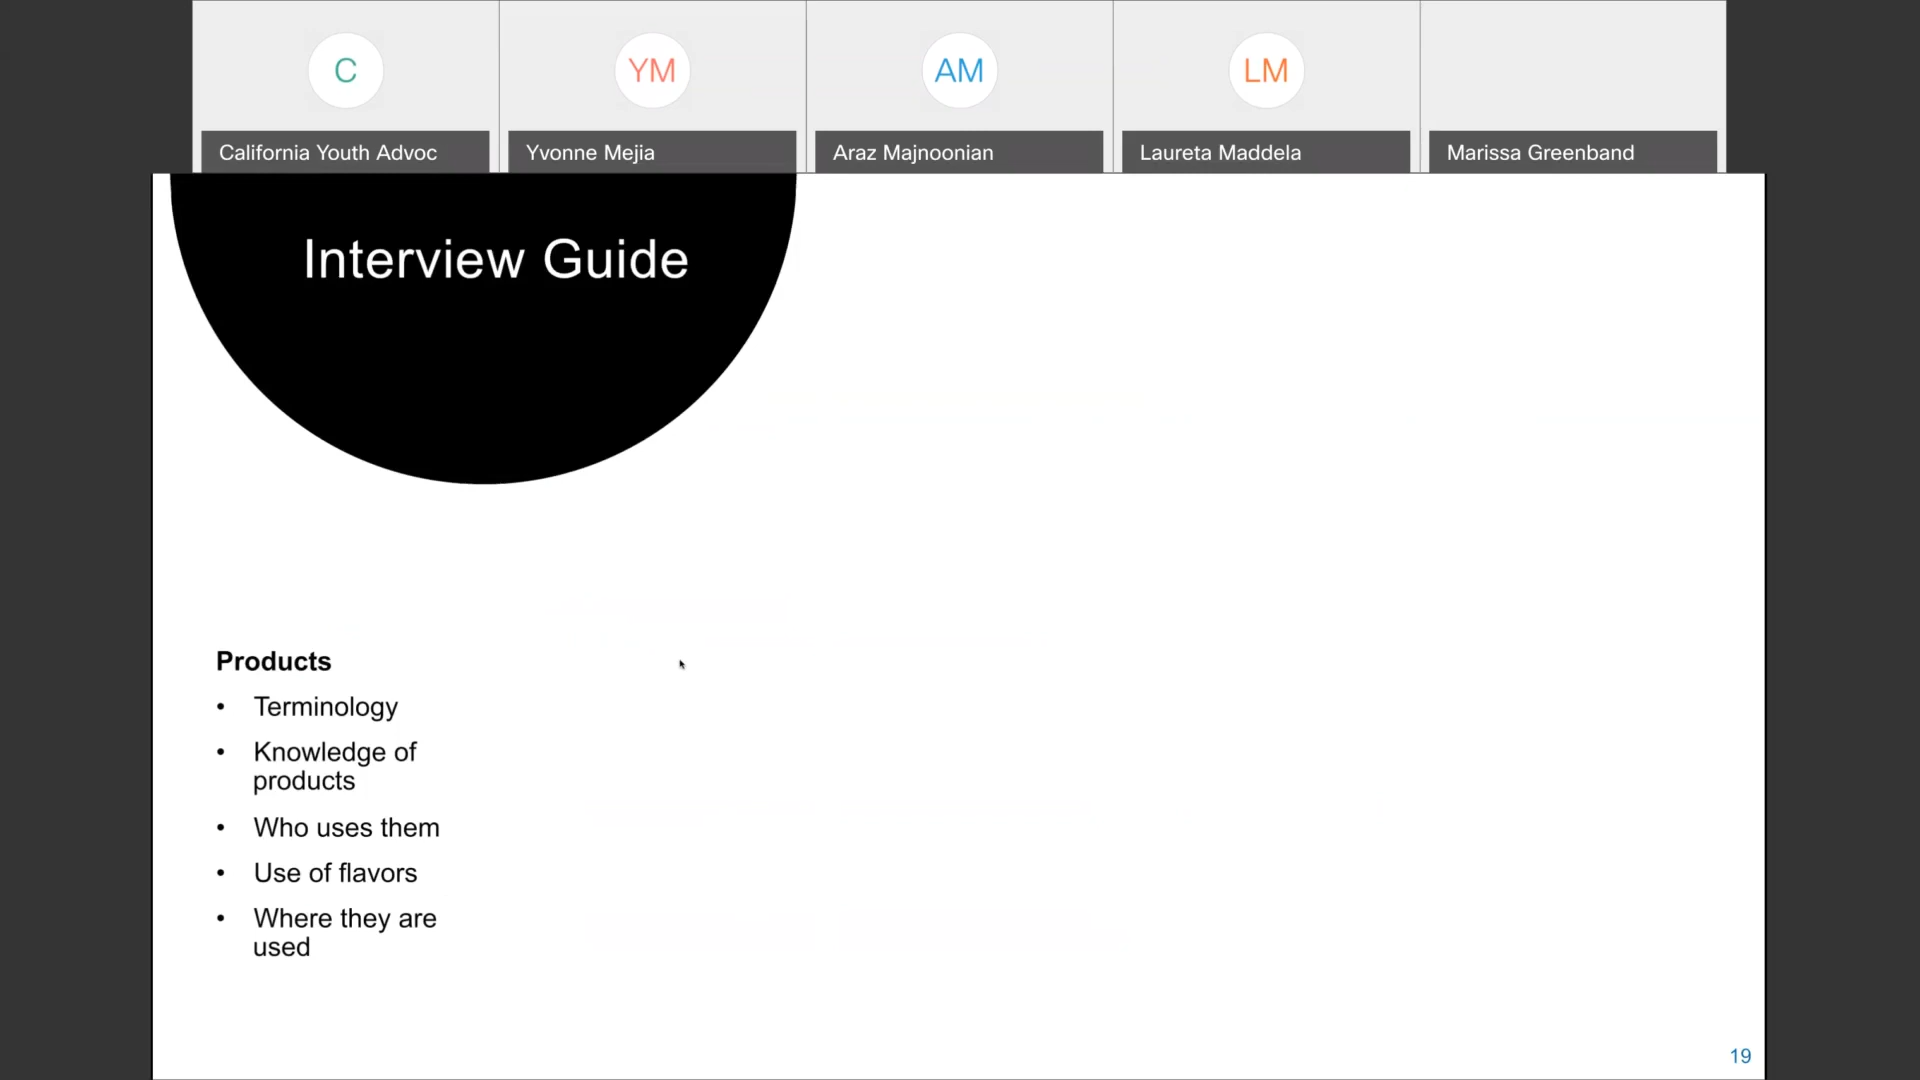 C
YM
AM
LM
California Youth Advoc
Yvonne Mejia
Araz Majnoonian
Laureta Maddela
Marissa Greenband
Interview Guide
Products
• Terminology
• Knowledge of
products
• Who uses them
• Use of flavors
• Where they are
used
19